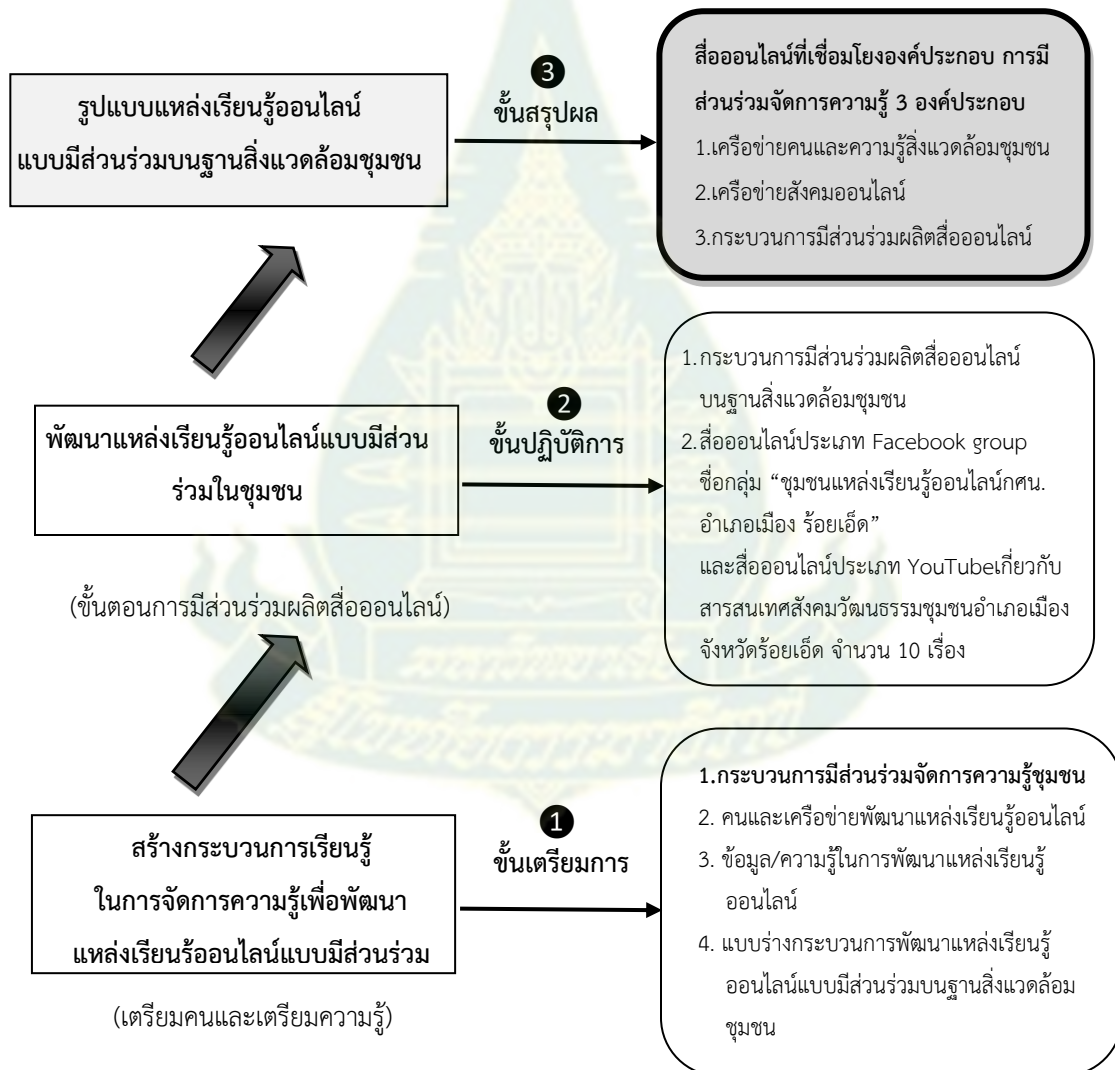 รูปแบบแหล่งเรียนรู้ออนไลน์
แบบมีส่วนร่วมบนฐานสิ่งแวดล้อมชุมชน
❸
ขั้นสรุปผล
สื่อออนไลน์ที่เชื่อมโยงองค์ประกอบ การมี
ส่วนร่วมจัดการความรู้ 3 องค์ประกอบ
1.เครือข่ายคนและความรู้สิ่งแวดล้อมชุมชน
2.เครือข่ายสังคมออนไลน์
3.กระบวนการมีส่วนร่วมผลิตสื่อออนไลน์
พัฒนาแหล่งเรียนรู้ออนไลน์แบบมีส่วน
ร่วมในชุมชน
(ขั้นตอนการมีส่วนร่วมผลิตสื่อออนไลน์)
❷
ขั้นปฏิบัติการ
1.กระบวนการมีส่วนร่วมผลิตสื่อออนไลน์
บนฐานสิ่งแวดล้อมชุมชน
2.สื่อออนไลน์ประเภท Facebook group
ชื่อกลุ่ม “ชุมชนแหล่งเรียนรู้ออนไลน์กศน.
อำเภอเมือง ร้อยเอ็ด”
และสื่อออนไลน์ประเภท YouTubeเกี่ยวกับ
สารสนเทศสังคมวัฒนธรรมชุมชนอำเภอเมือง
จังหวัดร้อยเอ็ด จำนวน 10 เรื่อง
สร้างกระบวนการเรียนรู้
ในการจัดการความรู้เพื่อพัฒนา
แหล่งเรียนร้ออนไลน์แบบมีส่วนร่วม
(เตรียมคนและเตรียมความรู้)
❶
ขั้นเตรียมการ
1.กระบวนการมีส่วนร่วมจัดการความรู้ชุมชน
2. คนและเครือข่ายพัฒนาแหล่งเรียนรู้ออนไลน์
3. ข้อมูล/ความรู้ในการพัฒนาแหล่งเรียนรู้
ออนไลน์
4. แบบร่างกระบวนการพัฒนาแหล่งเรียนรู้
ออนไลน์แบบมีส่วนร่วมบนฐานสิ่งแวดล้อม
ชุมชน